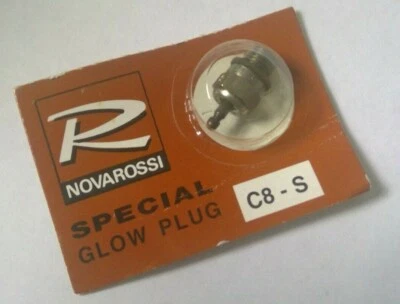 R
NOVAROSSI
SPECIAL
GLOW PLUG
C8 - S